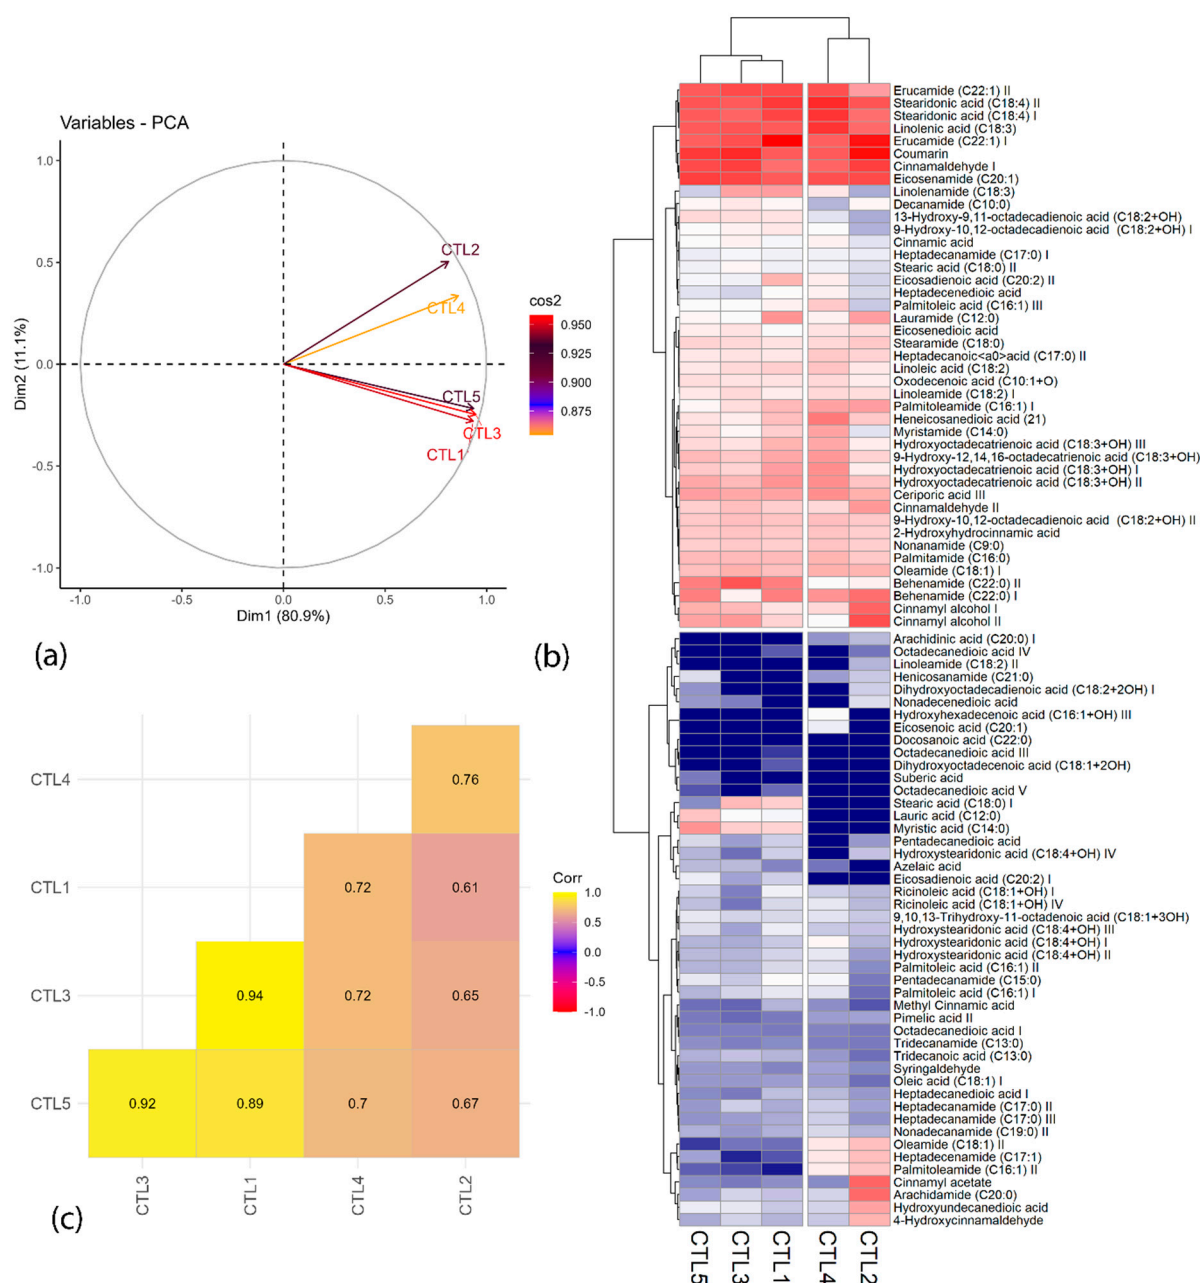 Variables - PCA
1.0
0.5
0.0
-0.5
-1.0
Dim2 (11.1%)
CTL2
CTL4
CTL5
CTL3
CTL1
-1.0
-0.5
0.0
0.5
1.0
Dim1 (80.9%)
cos2
0.950
0.925
0.900
0.875
(a)
Erucamide (C22:1) II
Stearidonic acid (C18:4) II
Stearidonic acid (C18:4) I
Linolenic acid (C18:3)
Erucamide (C22:1) I
Coumarin
Cinnamaldehyde I
Eicosenamide (C20:1)
Linolenamide (C18:3)
Decanamide (C10:0)
13-Hydroxy-9,11-octadecadienoic acid (C18:2+OH)
9-Hydroxy-10,12-octadecadienoic acid  (C18:2+OH) I
Cinnamic acid
Heptadecanamide (C17:0) I
Stearic acid (C18:0) II
Eicosadienoic acid (C20:2) II
Heptadecenedioic acid
Palmitoleic acid (C16:1) III
Lauramide (C12:0)
Eicosenedioic acid
Stearamide (C18:0)
Heptadecanoic<a0>acid (C17:0) II
Linoleic acid (C18:2)
Oxodecenoic acid (C10:1+O)
Linoleamide (C18:2) I
Palmitoleamide (C16:1) I
Heneicosanedioic acid (21)
Myristamide (C14:0)
Hydroxyoctadecatrienoic acid (C18:3+OH) III
9-Hydroxy-12,14,16-octadecatrienoic acid (C18:3+OH)
Hydroxyoctadecatrienoic acid (C18:3+OH) I
Hydroxyoctadecatrienoic acid (C18:3+OH) II
Ceriporic acid III
Cinnamaldehyde II
9-Hydroxy-10,12-octadecadienoic acid  (C18:2+OH) II
2-Hydroxyhydrocinnamic acid
Nonanamide (C9:0)
Palmitamide (C16:0)
Oleamide (C18:1) I
Behenamide (C22:0) II
Behenamide (C22:0) I
Cinnamyl alcohol I
Cinnamyl alcohol II
Arachidinic acid (C20:0) I
Octadecanedioic acid IV
Linoleamide (C18:2) II
Henicosanamide (C21:0)
Dihydroxyoctadecadienoic acid (C18:2+2OH) I
Nonadecenedioic acid
Hydroxyhexadecenoic acid (C16:1+OH) III
Eicosenoic acid (C20:1)
Docosanoic acid (C22:0)
Octadecanedioic acid III
Dihydroxyoctadecenoic acid (C18:1+2OH)
Suberic acid
Octadecanedioic acid V
Stearic acid (C18:0) I
Lauric acid (C12:0)
Myristic acid (C14:0)
Pentadecanedioic acid
Hydroxystearidonic acid (C18:4+OH) IV
Azelaic acid
Eicosadienoic acid (C20:2) I
Ricinoleic acid (C18:1+OH) I
Ricinoleic acid (C18:1+OH) IV
9,10,13-Trihydroxy-11-octadenoic acid (C18:1+3OH)
Hydroxystearidonic acid (C18:4+OH) III
Hydroxystearidonic acid (C18:4+OH) I
Hydroxystearidonic acid (C18:4+OH) II
Palmitoleic acid (C16:1) II
Pentadecanamide (C15:0)
Palmitoleic acid (C16:1) I
Methyl Cinnamic acid
Pimelic acid II
Octadecanedioic acid I
Tridecanamide (C13:0)
Tridecanoic acid (C13:0)
Syringaldehyde
Oleic acid (C18:1) I
Heptadecanedioic acid I
Heptadecanamide (C17:0) II
Heptadecanamide (C17:0) III
Nonadecanamide (C19:0) II
Oleamide (C18:1) II
Heptadecenamide (C17:1)
Palmitoleamide (C16:1) II
Cinnamyl acetate
Arachidamide (C20:0)
Hydroxyundecanedioic acid
4-Hydroxycinnamaldehyde
CTL5
CTL3
CTL1
CTL4
CTL2
(b)
CTL4
CTL1
CTL3
CTL5
0.76
0.72
0.61
0.94
0.72
0.65
0.92
0.89
0.7
0.67
CTL3
CTL1
CTL4
CTL2
Corr
1.0
0.5
0.0
-0.5
-1.0
(c)